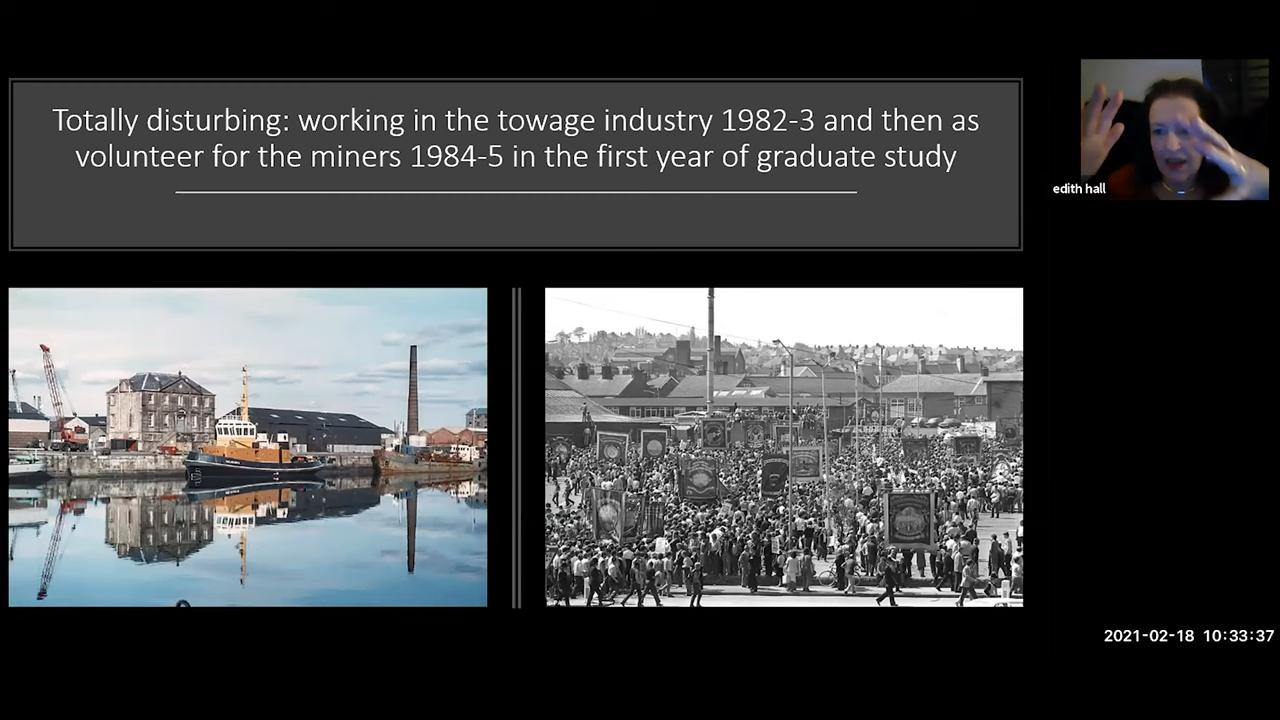 Totally disturbing: working in the towage industry 1982-3 and then as
volunteer for the miners 1984-5 in the first year of graduate study
edith hall
2021-02-18 10:33:37